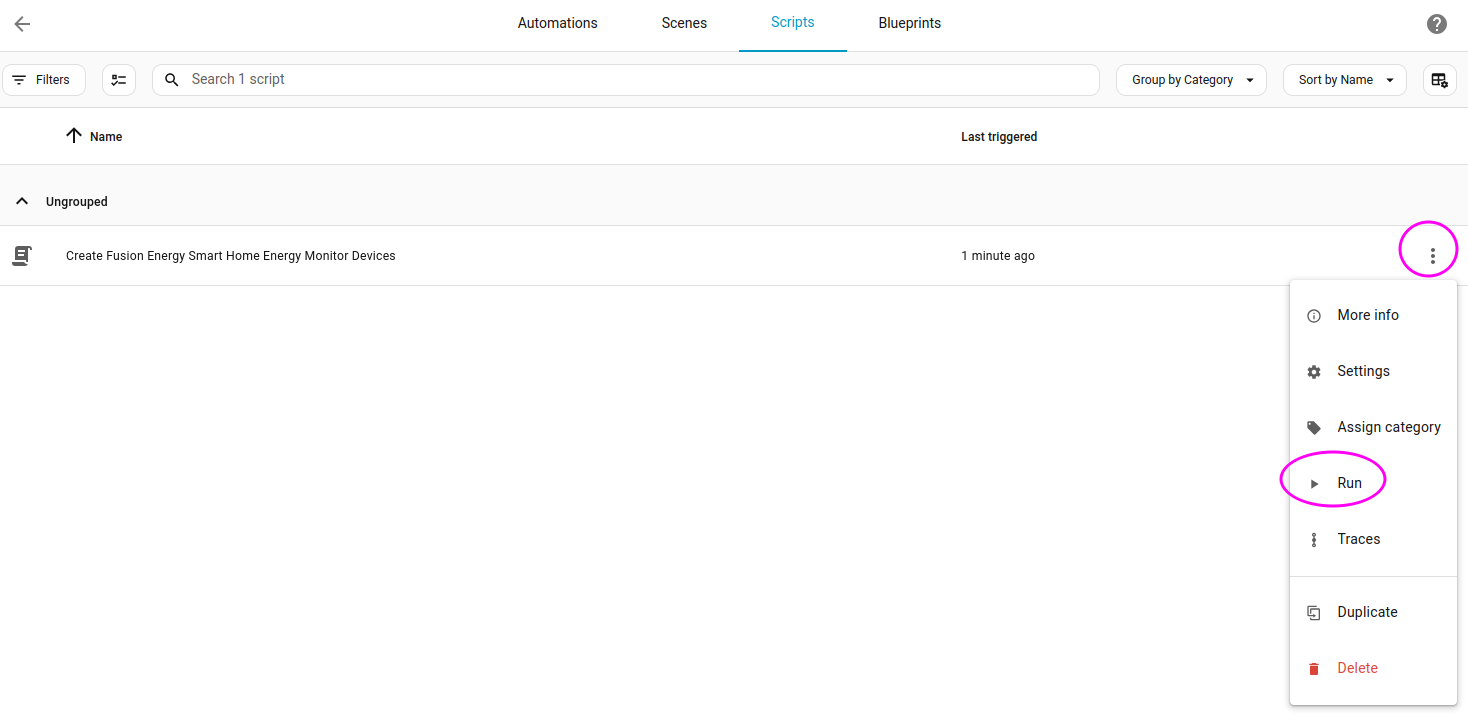 Automations Scenes Scripts Blueprints
Filters Search 1 script Group by Category Sort by Name
Name Last triggered
Ungrouped
Create Fusion Energy Smart Home Energy Monitor Devices 1 minute ago
More info
Settings
Assign category
Run
Traces
Duplicate
Delete